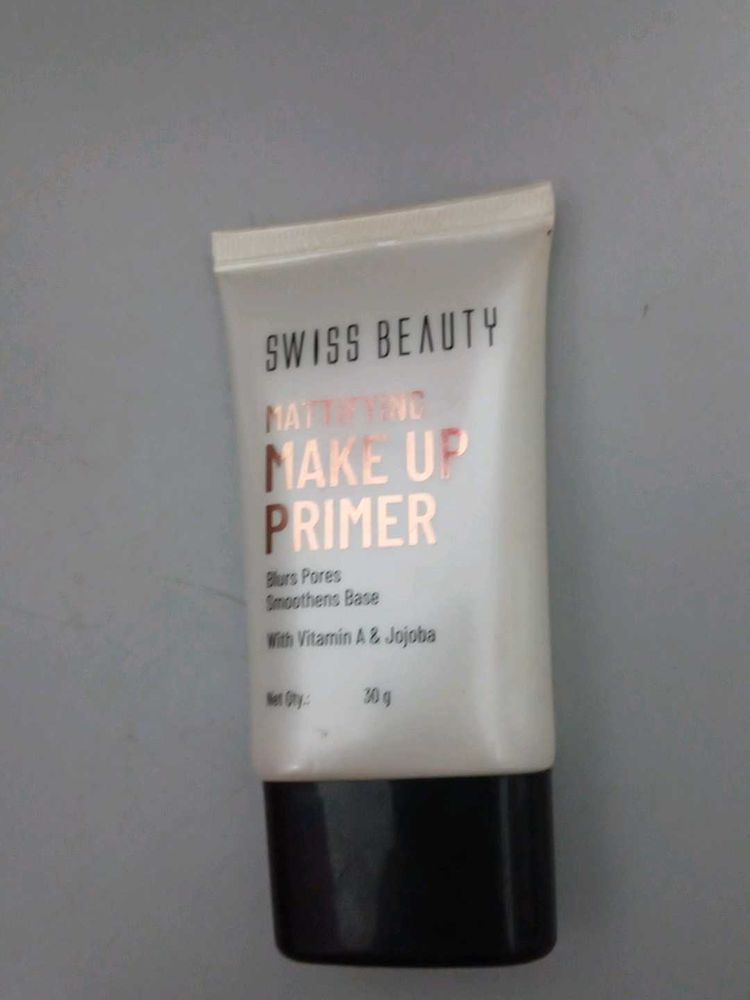 SWISS BEAUTY
MATTIFYING
MAKE UP
PRIMER
Blurs Pores
Smoothens Base
With Vitamin A & Jojoba
Net Qty.: 30 g